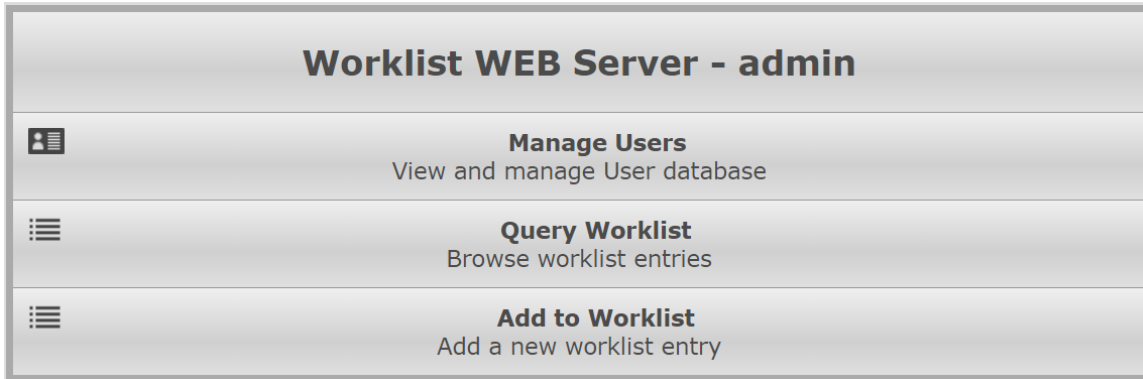 Worklist WEB Server - admin
Manage Users
View and manage User database
Query Worklist
Browse worklist entries
Add to Worklist
Add a new worklist entry